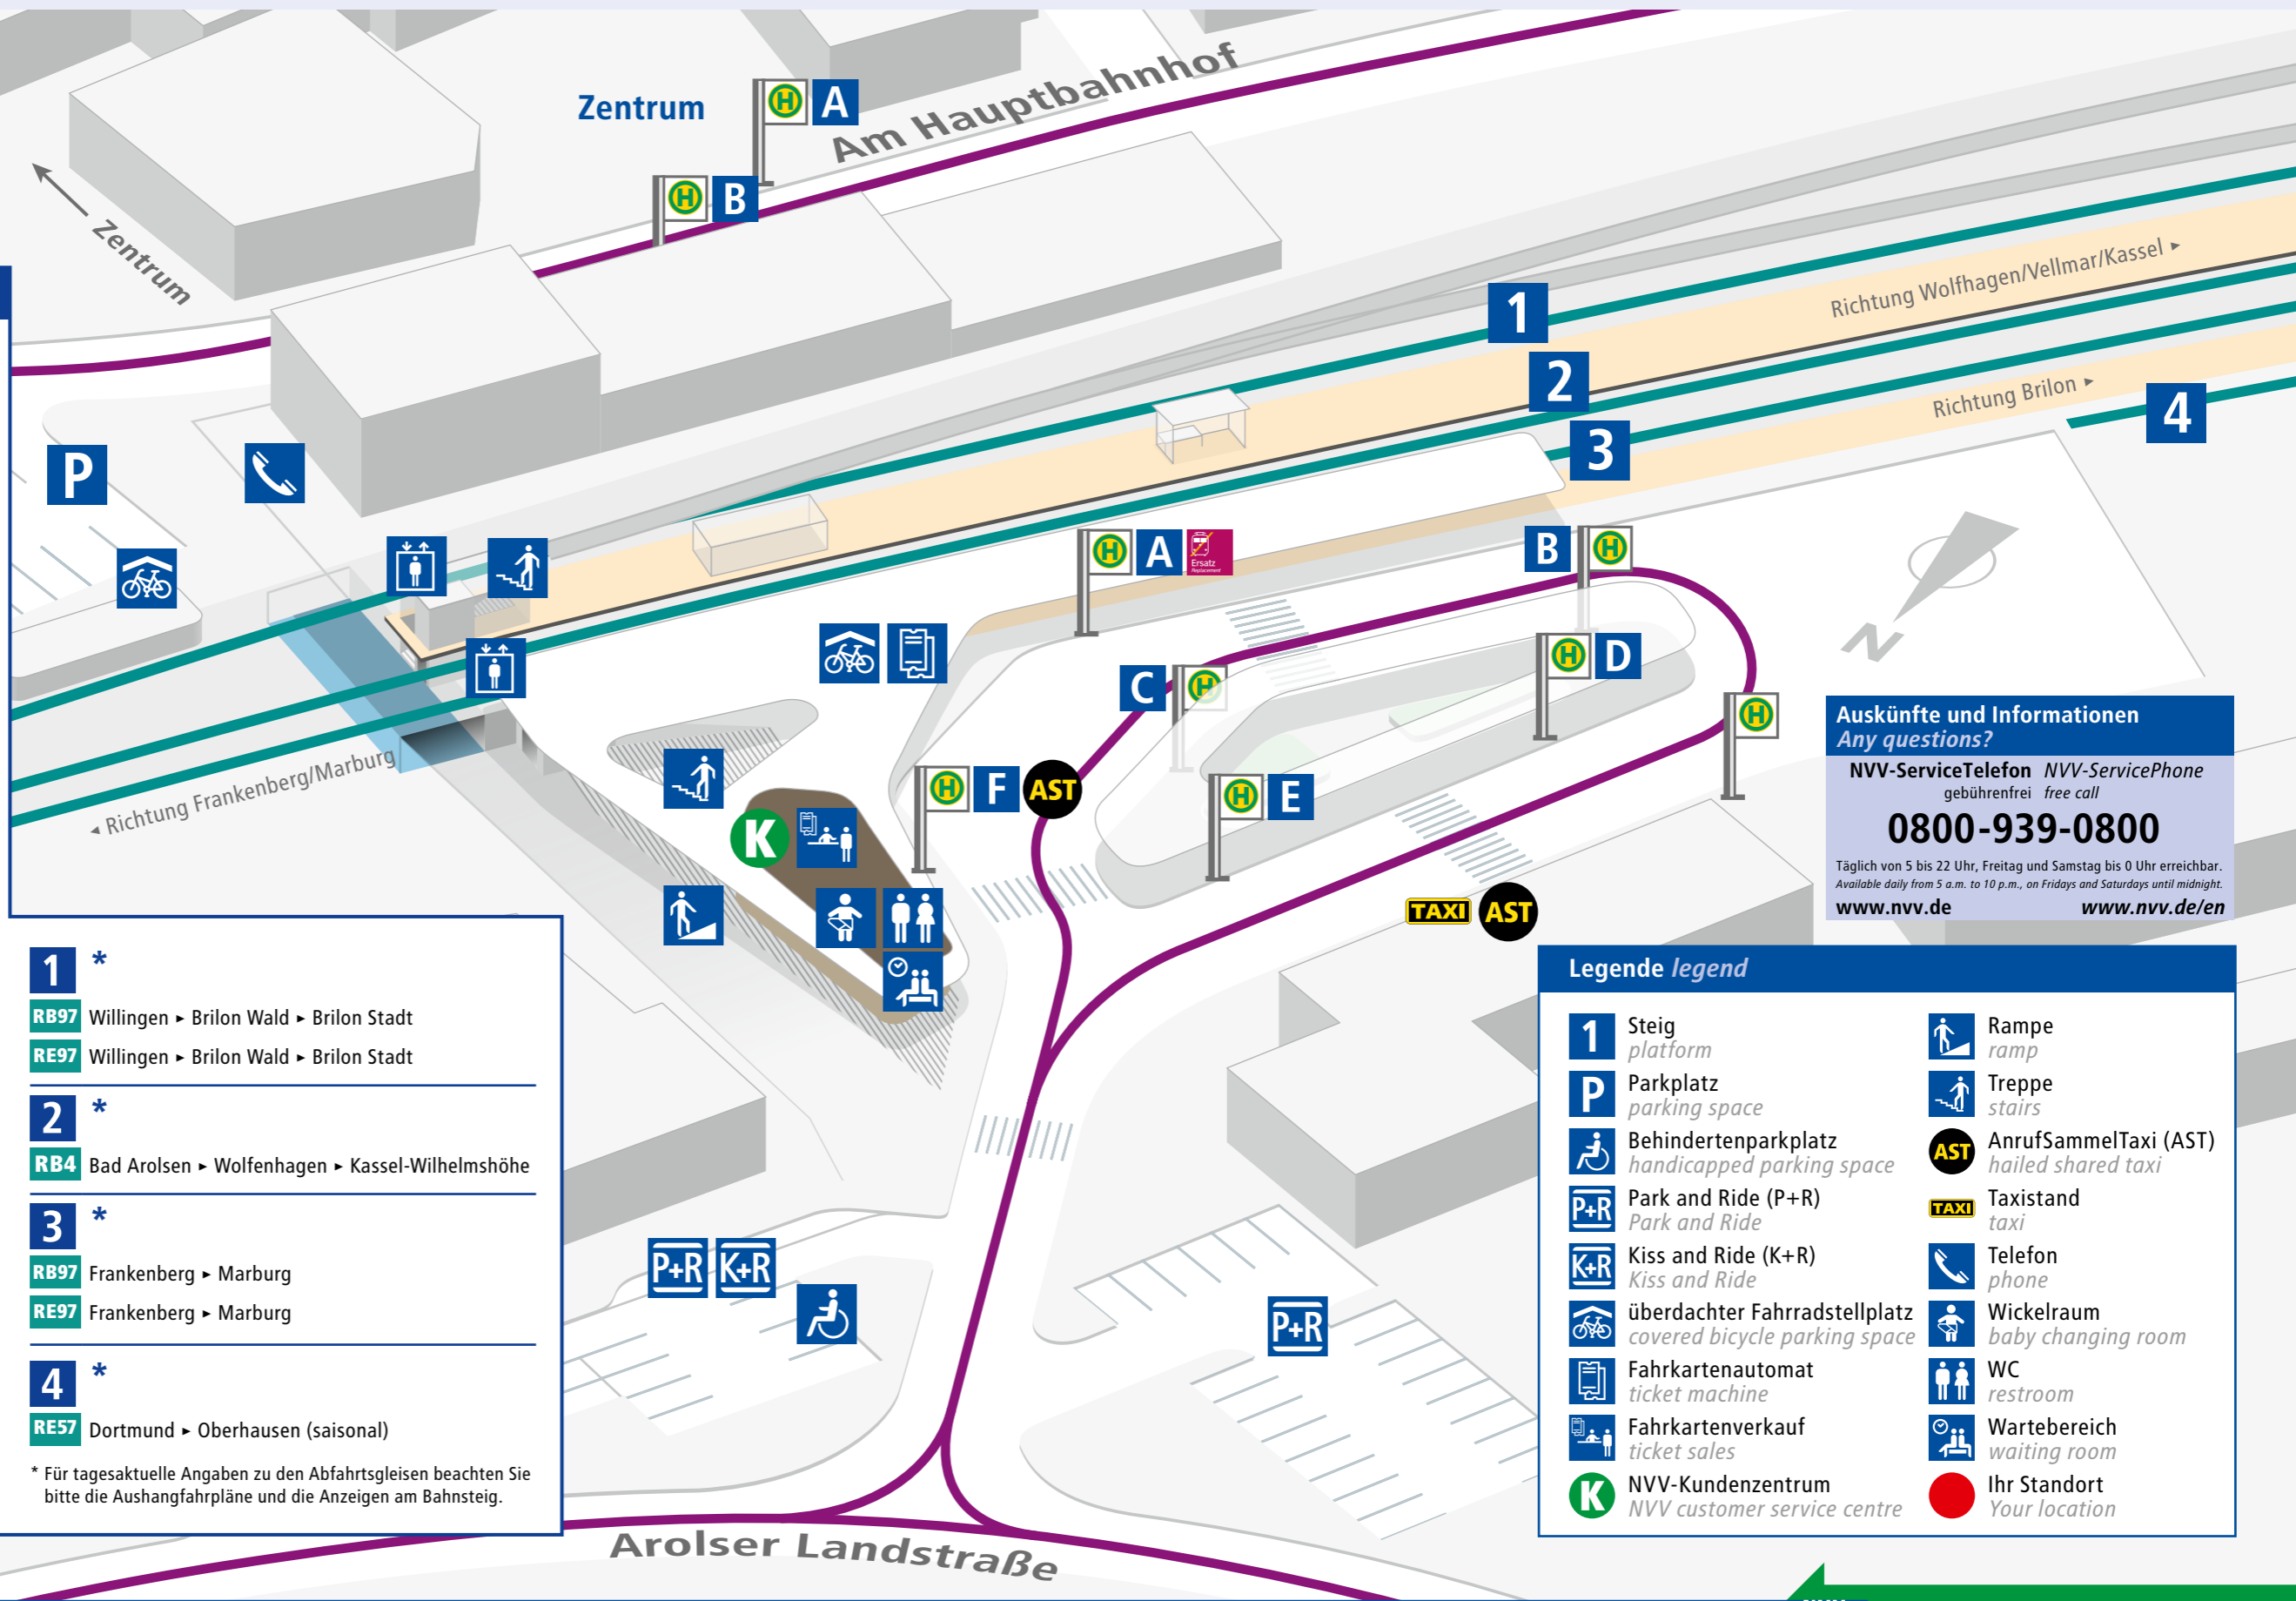 Am Hauptbahnhof
Zentrum
H A
H B
Zentrum
Richtung Wolfhagen/Vellmar/Kassel ▸
1
2
Richtung Brilon ▸
3
4
P
H A
Ersatz
Replacement
B H
N
C H
H D
H
◂ Richtung Frankenberg/Marburg
H F AST
H E
K
TAXI AST
Auskünfte und Informationen
Any questions?
NVV-ServiceTelefon NVV-ServicePhone
gebührenfrei free call
0800-939-0800
Täglich von 5 bis 22 Uhr, Freitag und Samstag bis 0 Uhr erreichbar.
Available daily from 5 a.m. to 10 p.m., on Fridays and Saturdays until midnight.
www.nvv.de www.nvv.de/en
1 *
RB97 Willingen ▸ Brilon Wald ▸ Brilon Stadt
RE97 Willingen ▸ Brilon Wald ▸ Brilon Stadt
2 *
RB4 Bad Arolsen ▸ Wolfenhagen ▸ Kassel-Wilhelmshöhe
3 *
RB97 Frankenberg ▸ Marburg
RE97 Frankenberg ▸ Marburg
4 *
RE57 Dortmund ▸ Oberhausen (saisonal)
* Für tagesaktuelle Angaben zu den Abfahrtsgleisen beachten Sie
bitte die Aushangfahrpläne und die Anzeigen am Bahnsteig.
P+R K+R
P+R
Arolser Landstraße
Legende legend
1 Steig
platform
P Parkplatz
parking space
Behindertenparkplatz
handicapped parking space
P+R Park and Ride (P+R)
Park and Ride
K+R Kiss and Ride (K+R)
Kiss and Ride
überdachter Fahrradstellplatz
covered bicycle parking space
Fahrkartenautomat
ticket machine
Fahrkartenverkauf
ticket sales
K NVV-Kundenzentrum
NVV customer service centre
Rampe
ramp
Treppe
stairs
AST AnrufSammelTaxi (AST)
hailed shared taxi
TAXI Taxistand
taxi
Telefon
phone
Wickelraum
baby changing room
WC
restroom
Wartebereich
waiting room
Ihr Standort
Your location